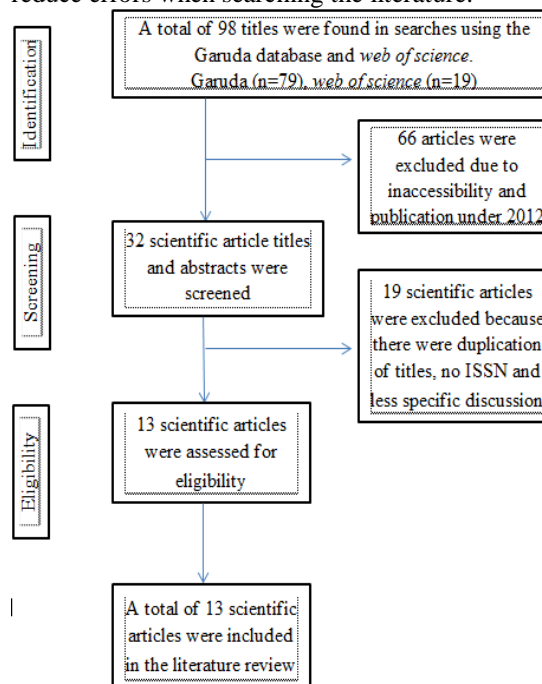 reduce errors when searching the literature.
A total of 98 titles were found in searches using the
Garuda database and web of science.
Garuda (n=79), web of science (n=19)
Identification
66 articles were
excluded due to
inaccessibility and
publication under 2012
Screening
32 scientific article titles
and abstracts were
screened
19 scientific articles
were excluded because
there were duplication
of titles, no ISSN and
less specific discussion
Eligibility
13 scientific articles
were assessed for
eligibility
A total of 13 scientific
articles were included
in the literature review